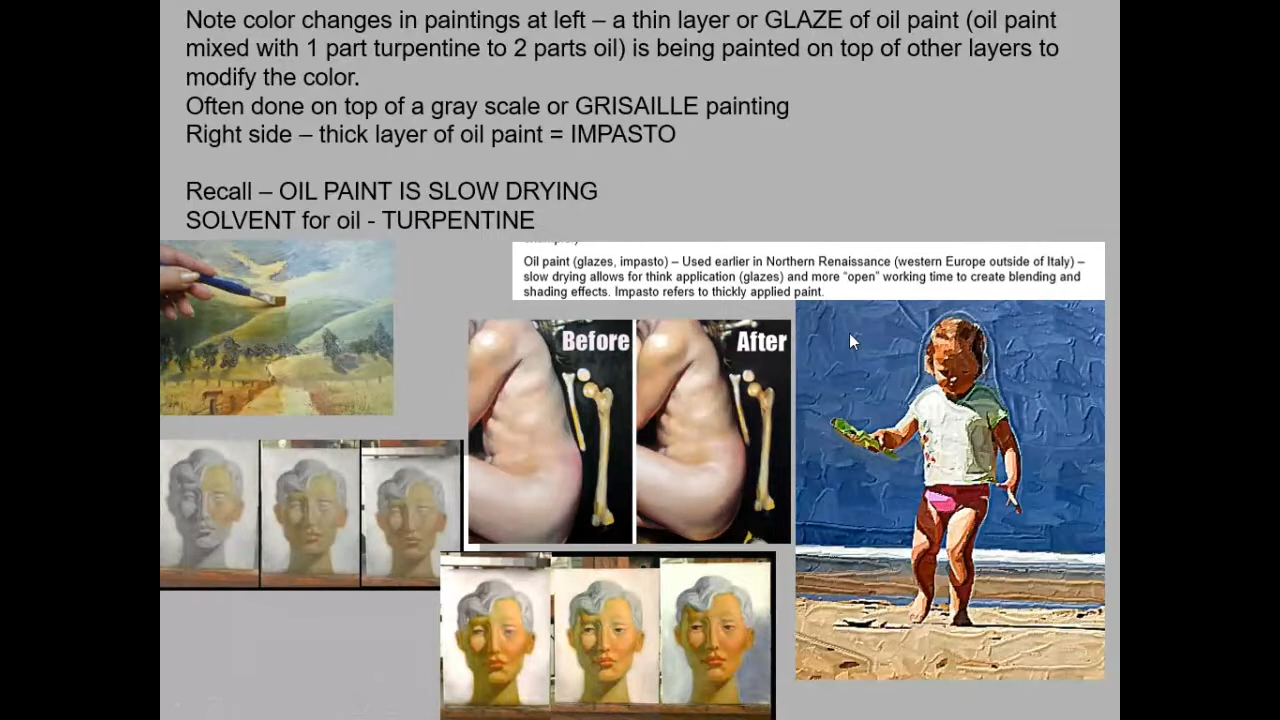 Note color changes in paintings at left – a thin layer or GLAZE of oil paint (oil paint
mixed with 1 part turpentine to 2 parts oil) is being painted on top of other layers to
modify the color.
Often done on top of a gray scale or GRISAILLE painting
Right side – thick layer of oil paint = IMPASTO
Recall – OIL PAINT IS SLOW DRYING
SOLVENT for oil - TURPENTINE
Oil paint (glazes, impasto) – Used earlier in Northern Renaissance (western Europe outside of Italy) –
slow drying allows for think application (glazes) and more “open” working time to create blending and
shading effects. Impasto refers to thickly applied paint.
Before
After